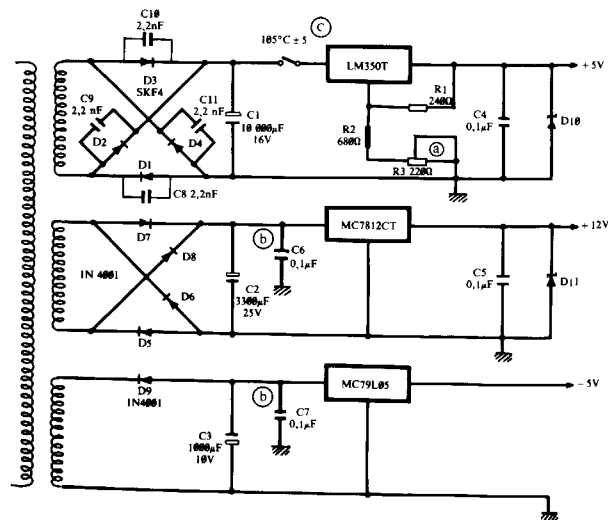 C10
2,2nF
105°C ± 5
c
LM350T
+ 5V
D3
SKF4
C9
2,2 nF
C11
2,2 nF
R1
240Ω
C1
10 000µF
16V
C4
0,1µF
D10
D2
D4
R2
680Ω
a
D1
R3 220Ω
C8 2,2nF
D7
b
C6
0,1µF
MC7812CT
+ 12V
D8
1N 4001
C2
3300µF
25V
C5
0,1µF
D11
D6
D5
D9
1N4001
b
C7
0,1µF
MC79L05
− 5V
C3
1000µF
10V